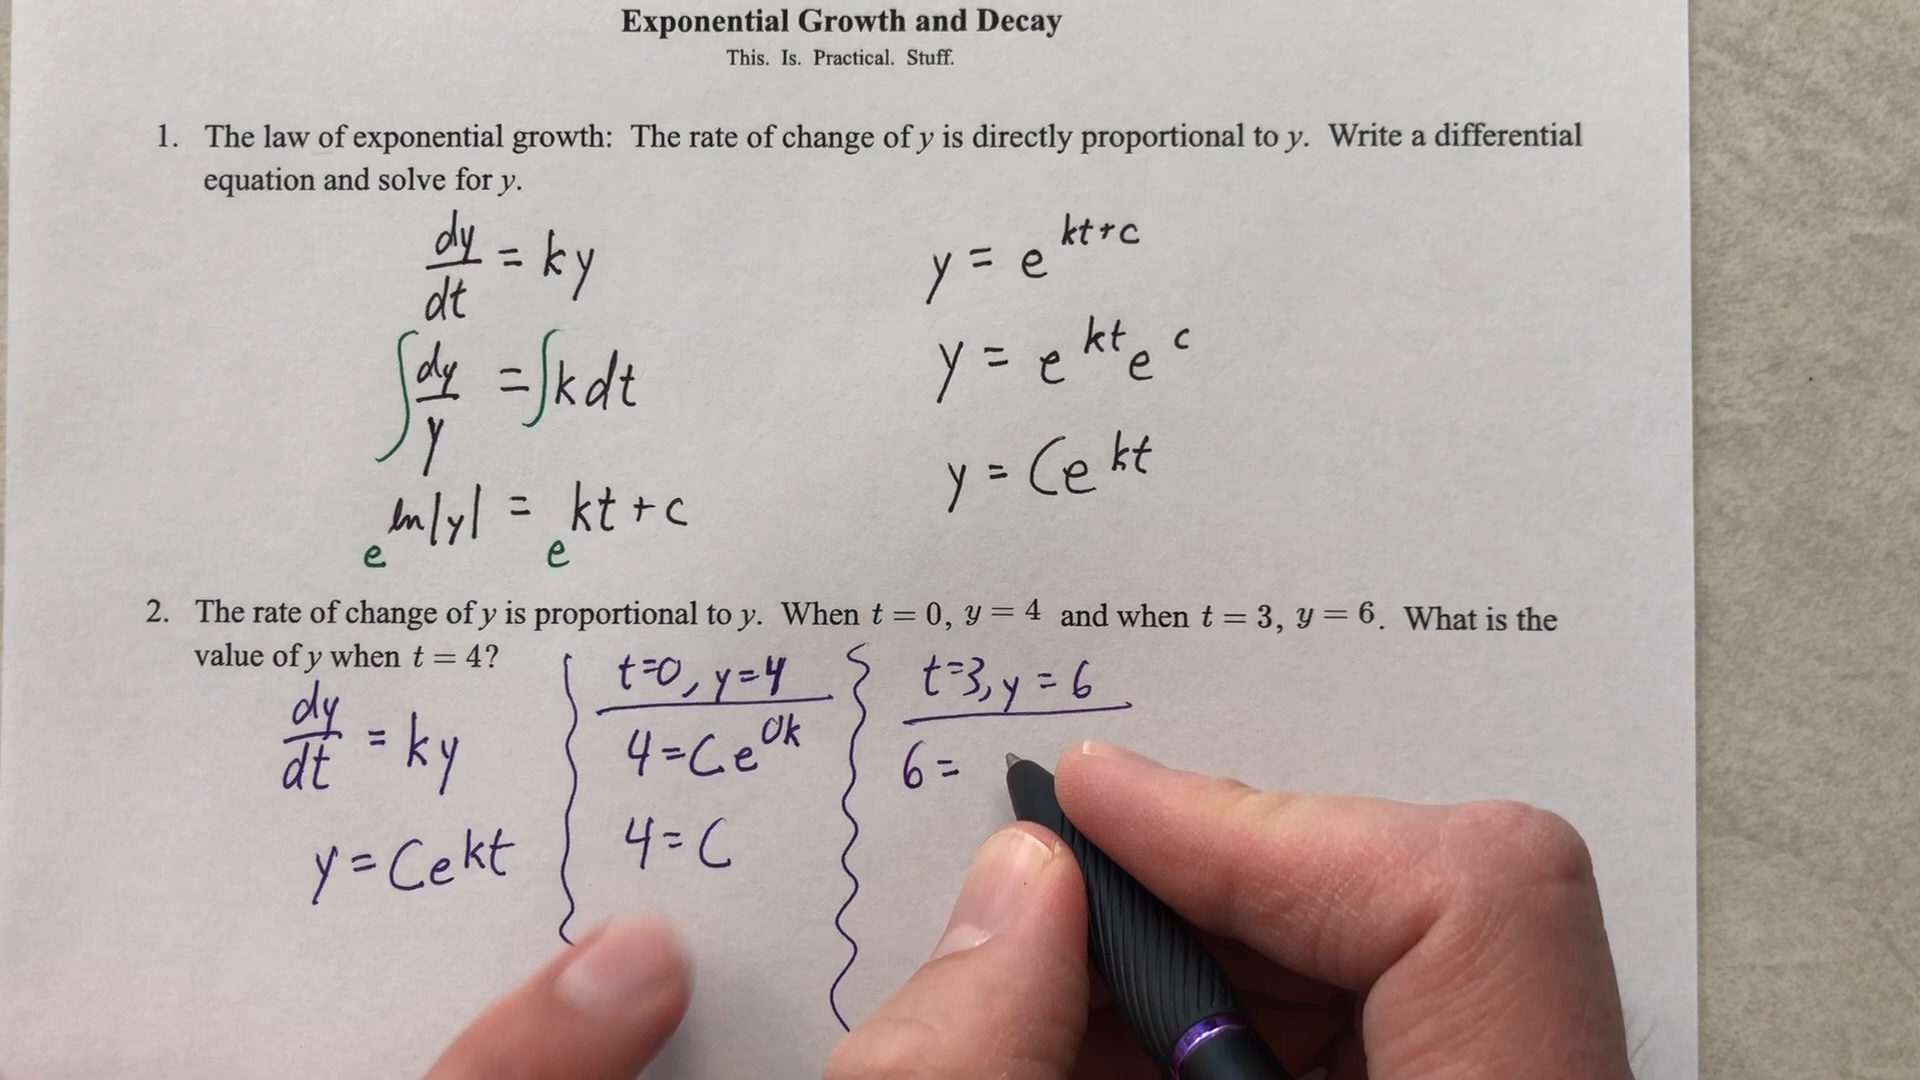 Exponential Growth and Decay
This. Is. Practical. Stuff.
1. The law of exponential growth: The rate of change of y is directly proportional to y. Write a differential
equation and solve for y.
dy/dt = ky
∫ dy/y = ∫ k dt
e^ln|y| = e^kt+c
y = e^kt+c
y = e^kt e^c
y = Ce^kt
2. The rate of change of y is proportional to y. When t = 0, y = 4 and when t = 3, y = 6. What is the
value of y when t = 4?
dy/dt = ky
y = Ce^kt
t=0, y=4
4=Ce^0k
4=C
t=3, y=6
6=